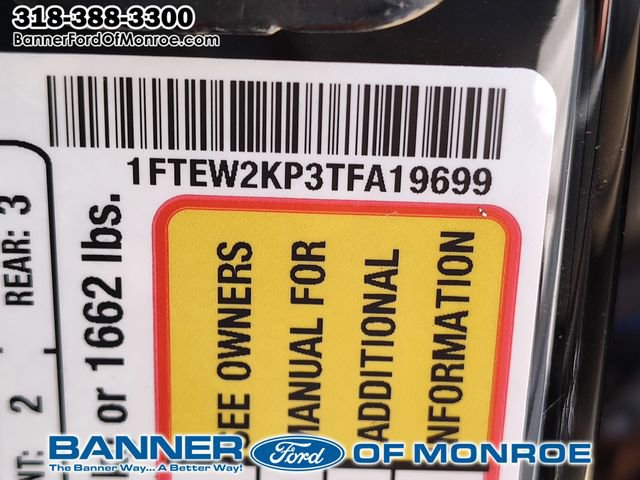 318-388-3300
BannerFordOfMonroe.com
1FTEW2KP3TFA19699
REAR: 3
2
or 1662 lbs.
SEE OWNERS
MANUAL FOR
ADDITIONAL
INFORMATION
BANNER Ford OF MONROE
The Banner Way... A Better Way!